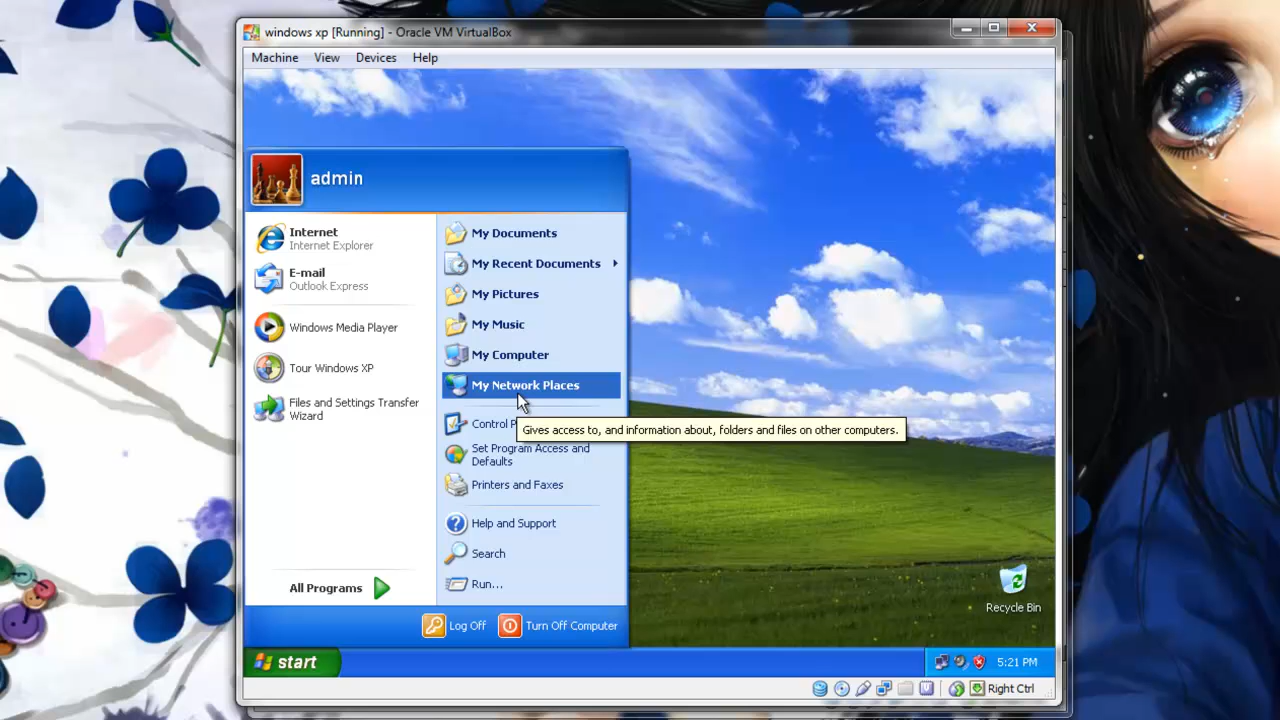 windows xp [Running] - Oracle VM VirtualBox
Machine View Devices Help
admin
Internet
Internet Explorer
E-mail
Outlook Express
Windows Media Player
Tour Windows XP
Files and Settings Transfer
Wizard
All Programs
My Documents
My Recent Documents
My Pictures
My Music
My Computer
My Network Places
Control P
Gives access to, and information about, folders and files on other computers.
Set Program Access and
Defaults
Printers and Faxes
Help and Support
Search
Run...
Log Off Turn Off Computer
Recycle Bin
start
5:21 PM
Right Ctrl